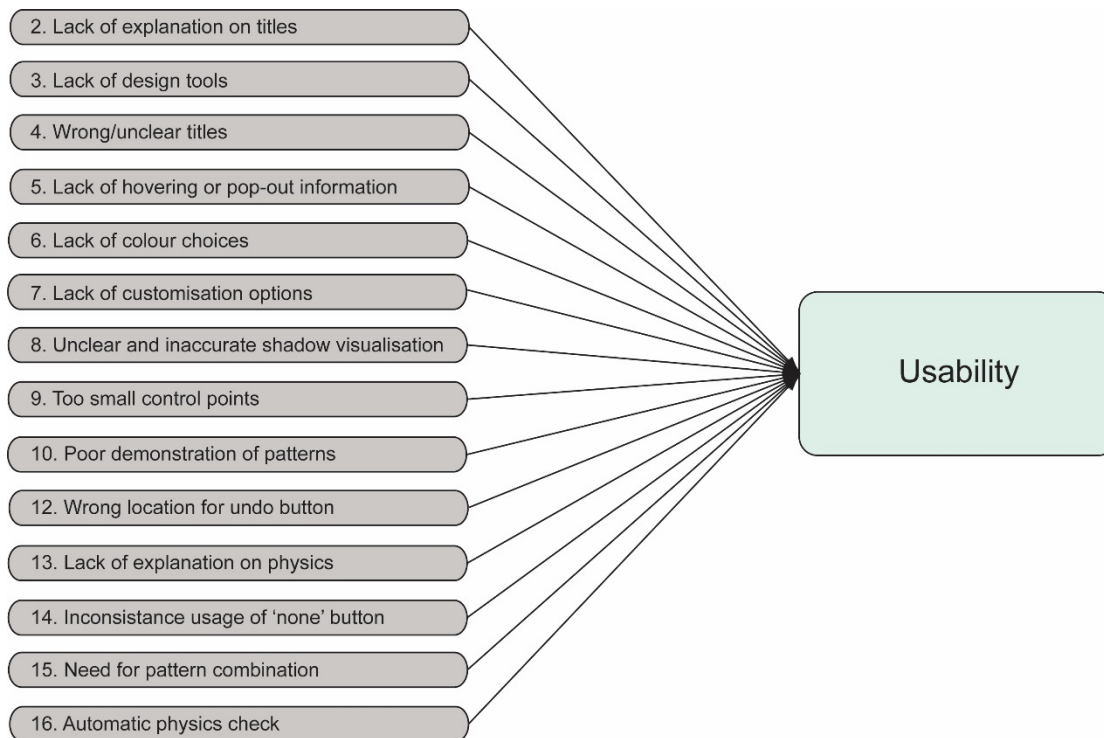 2. Lack of explanation on titles
3. Lack of design tools
4. Wrong/unclear titles
5. Lack of hovering or pop-out information
6. Lack of colour choices
7. Lack of customisation options
8. Unclear and inaccurate shadow visualisation
9. Too small control points
10. Poor demonstration of patterns
12. Wrong location for undo button
13. Lack of explanation on physics
14. Inconsistance usage of ‘none’ button
15. Need for pattern combination
16. Automatic physics check
Usability